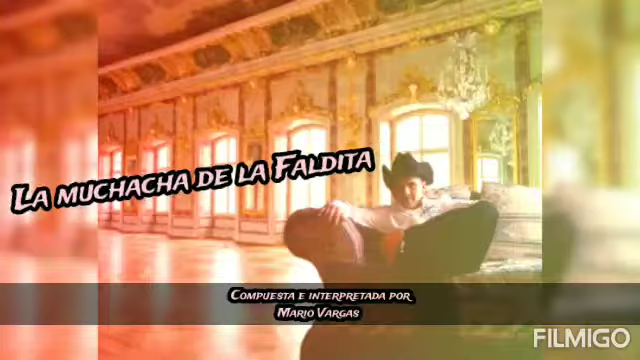 La muchacha de la Faldita
Compuesta e interpretada por
Mario Vargas
FILMIGO